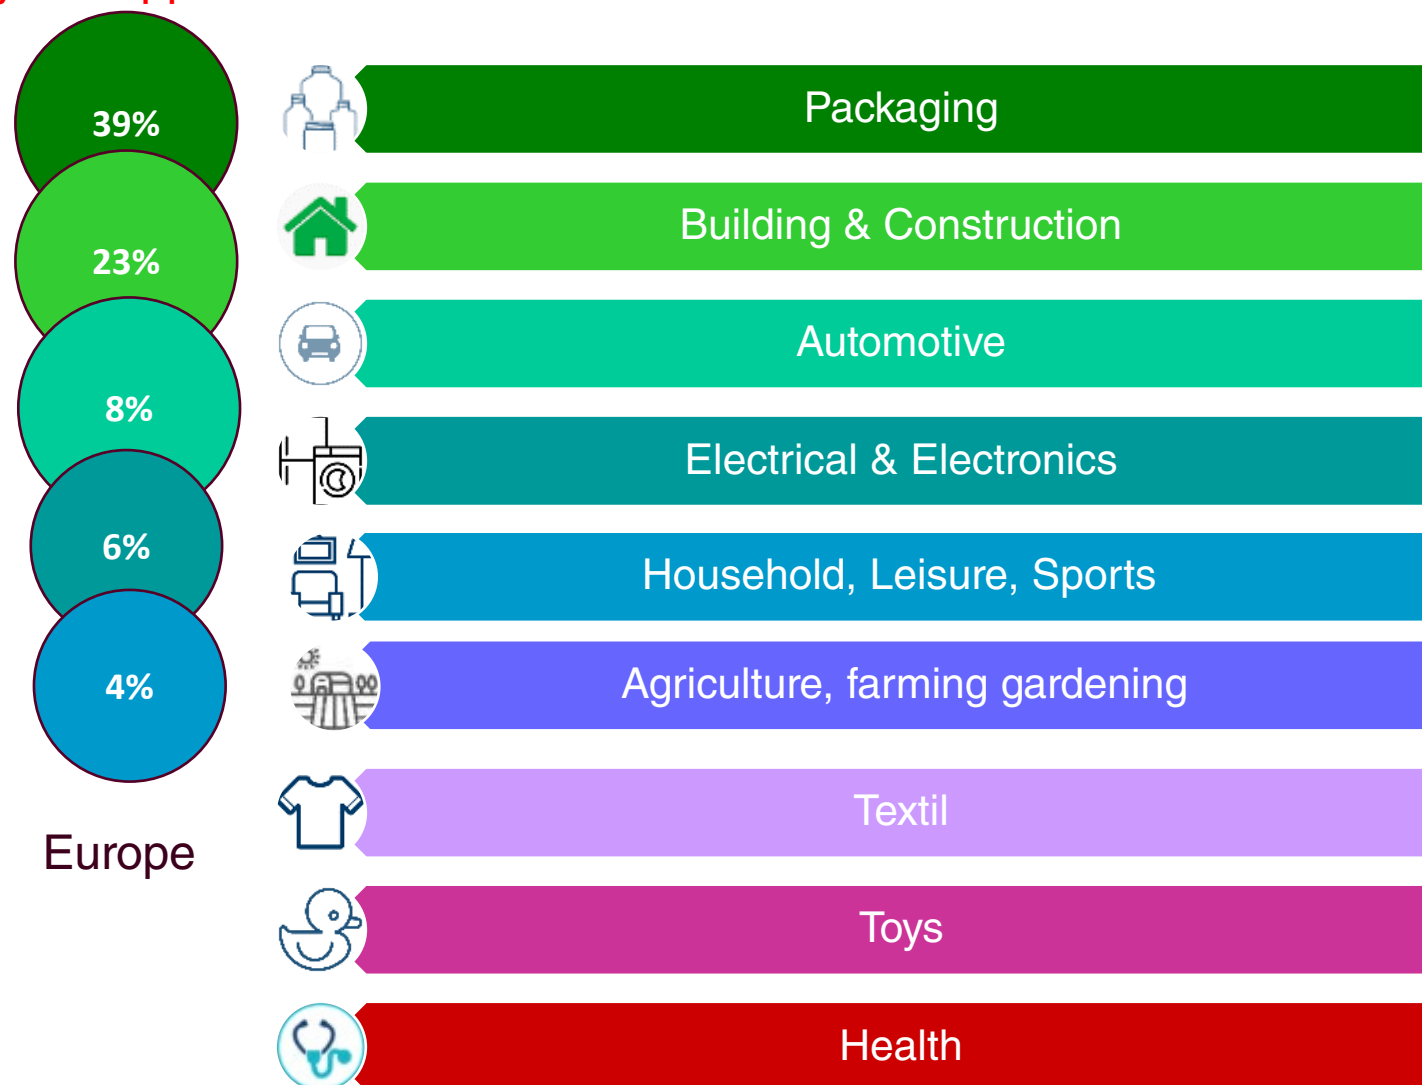 39%
Packaging
23%
Building & Construction
8%
Automotive
6%
Electrical & Electronics
4%
Household, Leisure, Sports
Agriculture, farming gardening
Textil
Europe
Toys
Health